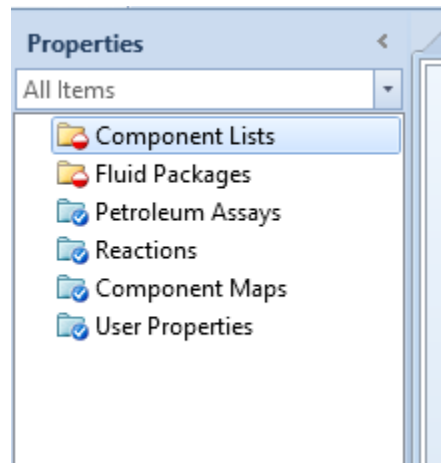 Properties
All Items
Component Lists
Fluid Packages
Petroleum Assays
Reactions
Component Maps
User Properties